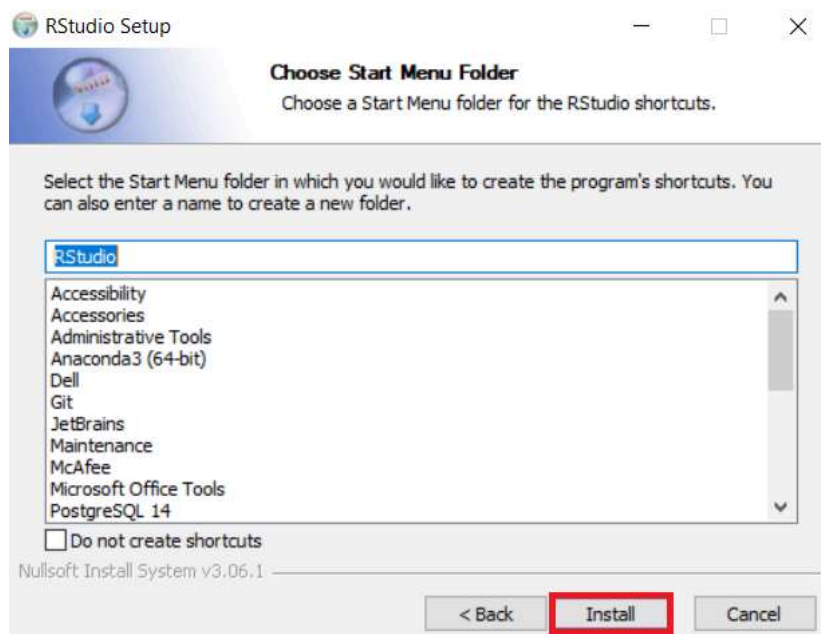 RStudio Setup
Choose Start Menu Folder
Choose a Start Menu folder for the RStudio shortcuts.
Select the Start Menu folder in which you would like to create the program's shortcuts. You
can also enter a name to create a new folder.
RStudio
Accessibility
Accessories
Administrative Tools
Anaconda3 (64-bit)
Dell
Git
JetBrains
Maintenance
McAfee
Microsoft Office Tools
PostgreSQL 14
Do not create shortcuts
Nullsoft Install System v3.06.1
< Back Install Cancel